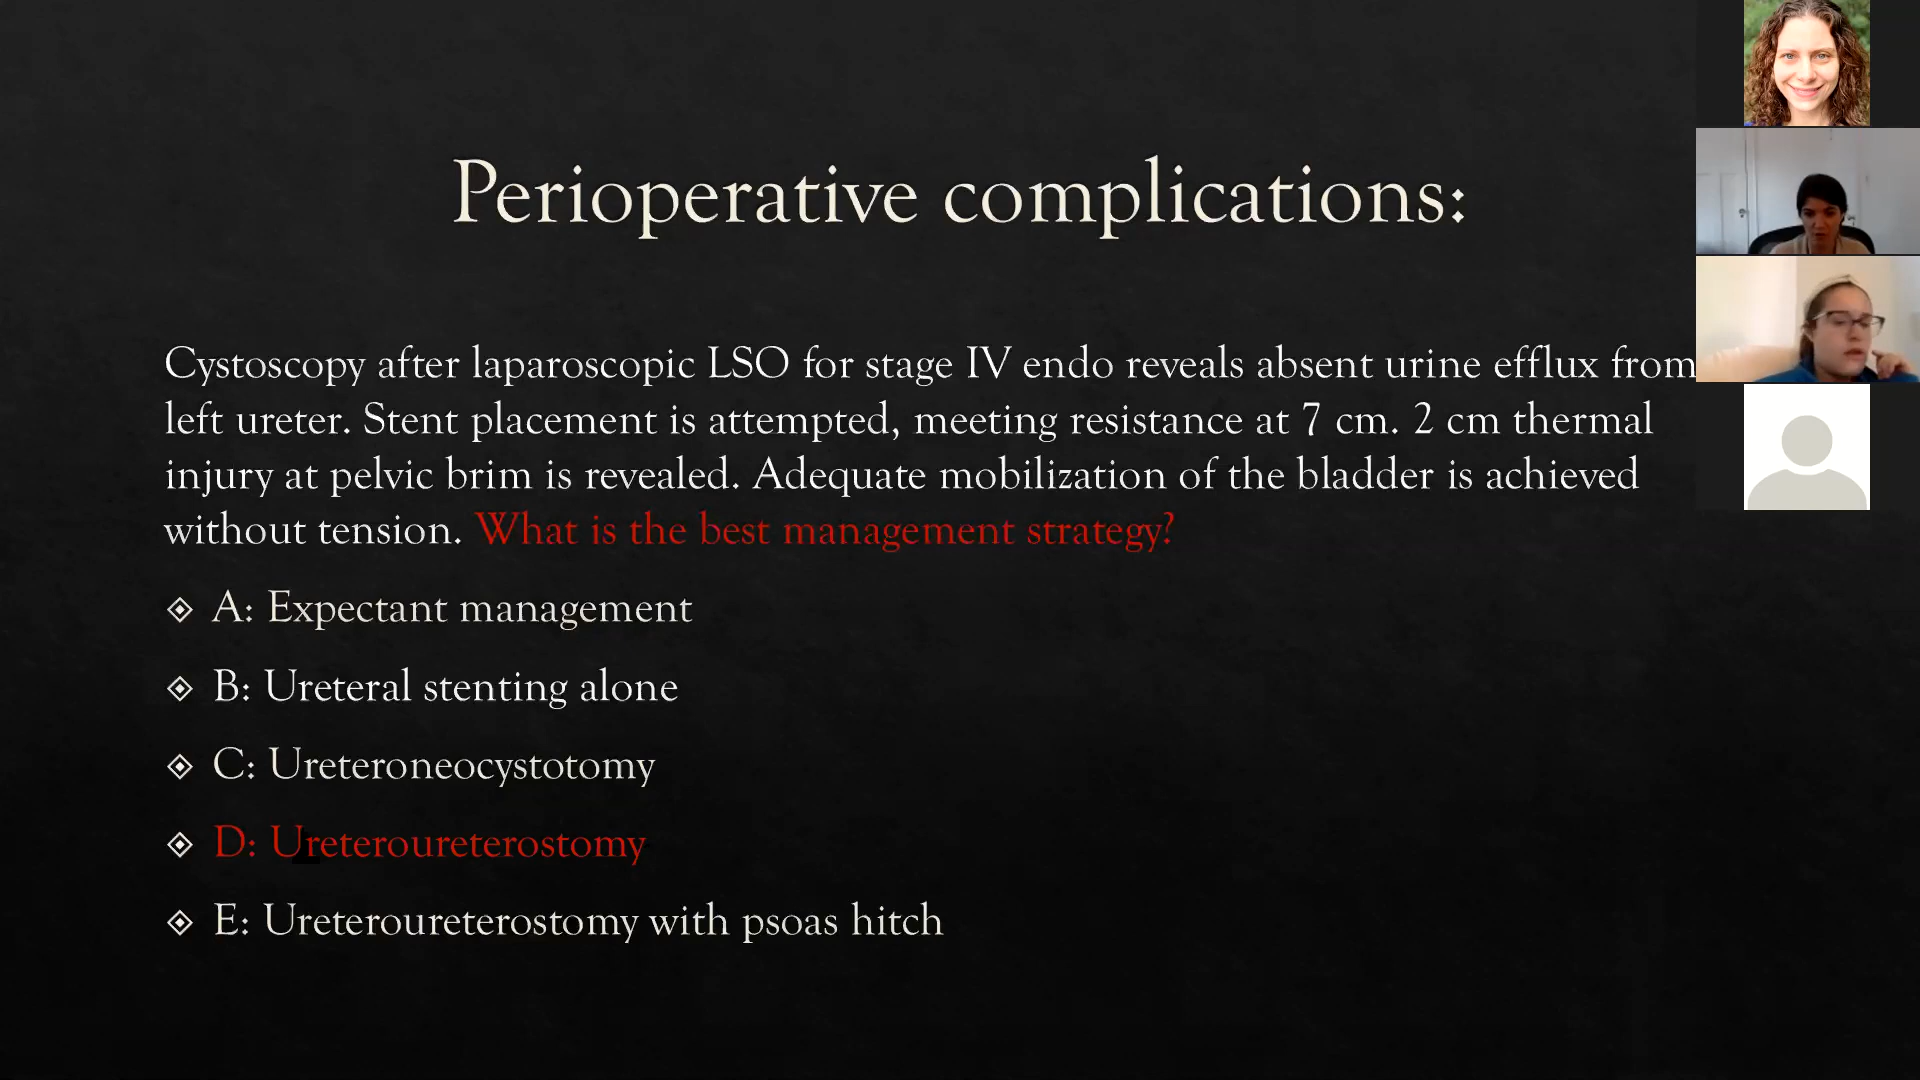 Perioperative complications:
Cystoscopy after laparoscopic LSO for stage IV endo reveals absent urine efflux from
left ureter. Stent placement is attempted, meeting resistance at 7 cm. 2 cm thermal
injury at pelvic brim is revealed. Adequate mobilization of the bladder is achieved
without tension. What is the best management strategy?
A: Expectant management
B: Ureteral stenting alone
C: Ureteroneocystotomy
D: Ureteroureterostomy
E: Ureteroureterostomy with psoas hitch